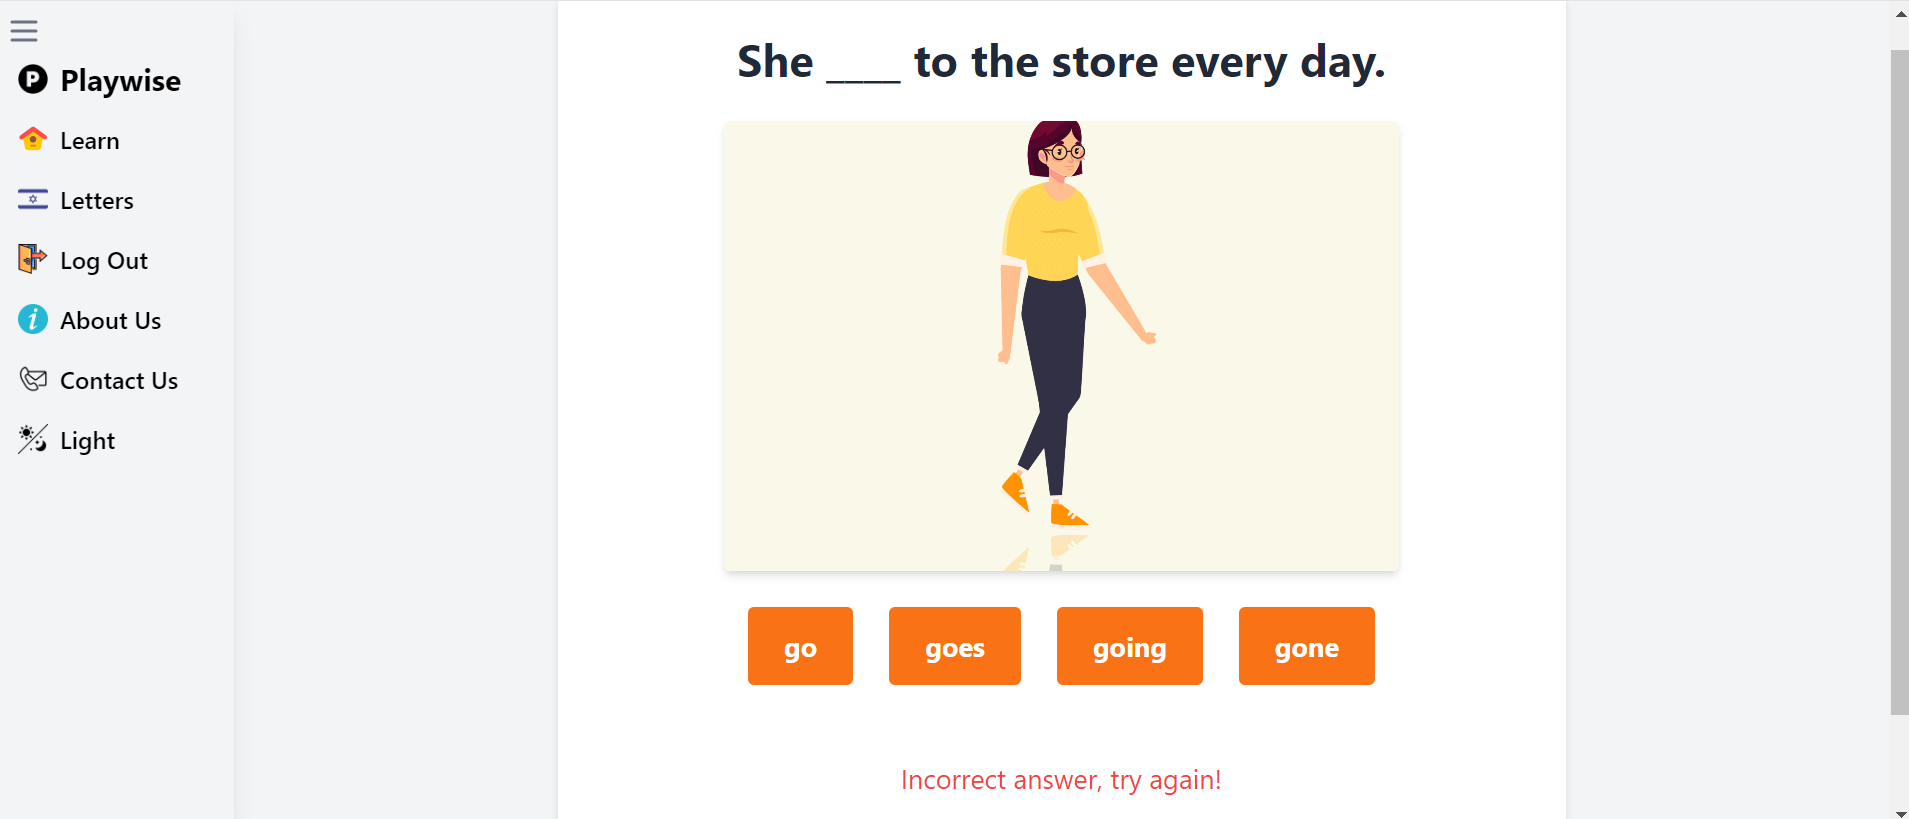 Playwise
Learn
Letters
Log Out
About Us
Contact Us
Light
She ____ to the store every day.
go
goes
going
gone
Incorrect answer, try again!